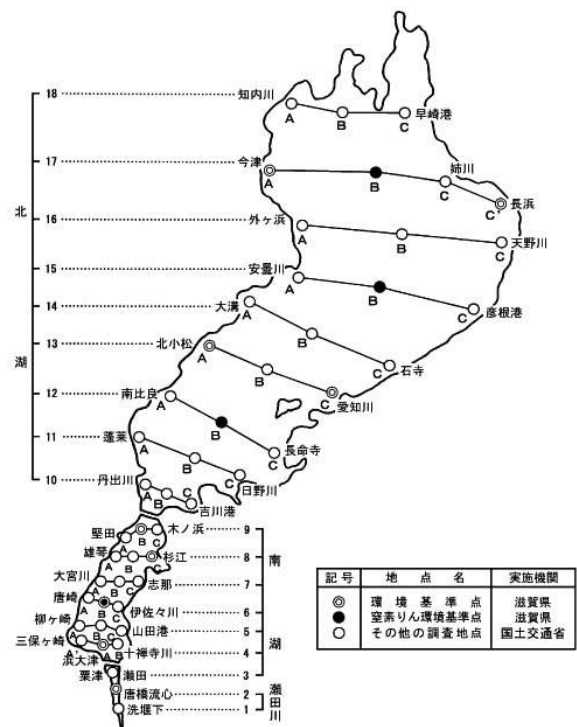 18 知内川 A B C 早崎港
17 今津 A B 姉川 C 長浜
16 外ヶ浜 A B C 天野川
15 安曇川 A B C 彦根港
14 大溝 A B C 石寺
13 北小松 A B C 愛知川
12 南比良 A B C 長命寺
11 蓬莱 A B C 日野川
10 丹出川 A B C 吉川港
北湖
堅田 A B C 木ノ浜 9
雄琴 A B C 杉江 8
大宮川 A B C 志那 7
唐崎 A B C 伊佐々川 6
柳ヶ崎 A B C 山田港 5
三保ヶ崎 A' 浜大津 A B 十禅寺川 4
南湖
粟津 瀬田 3
唐橋流心 2
洗堰下 1
瀬田川
記号 地点名 実施機関
◎ 環境基準点 滋賀県
● 窒素りん環境基準点 滋賀県
○ その他の調査地点 国土交通省